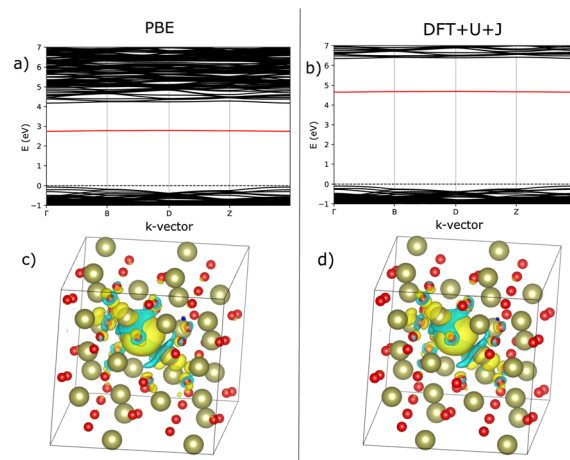 PBE
DFT+U+J
a)
7
6
5
4
3
2
1
0
−1
E (eV)
Γ
B
D
Z
k-vector
b)
7
6
5
4
3
2
1
0
−1
E (eV)
Γ
B
D
Z
k-vector
c)
d)